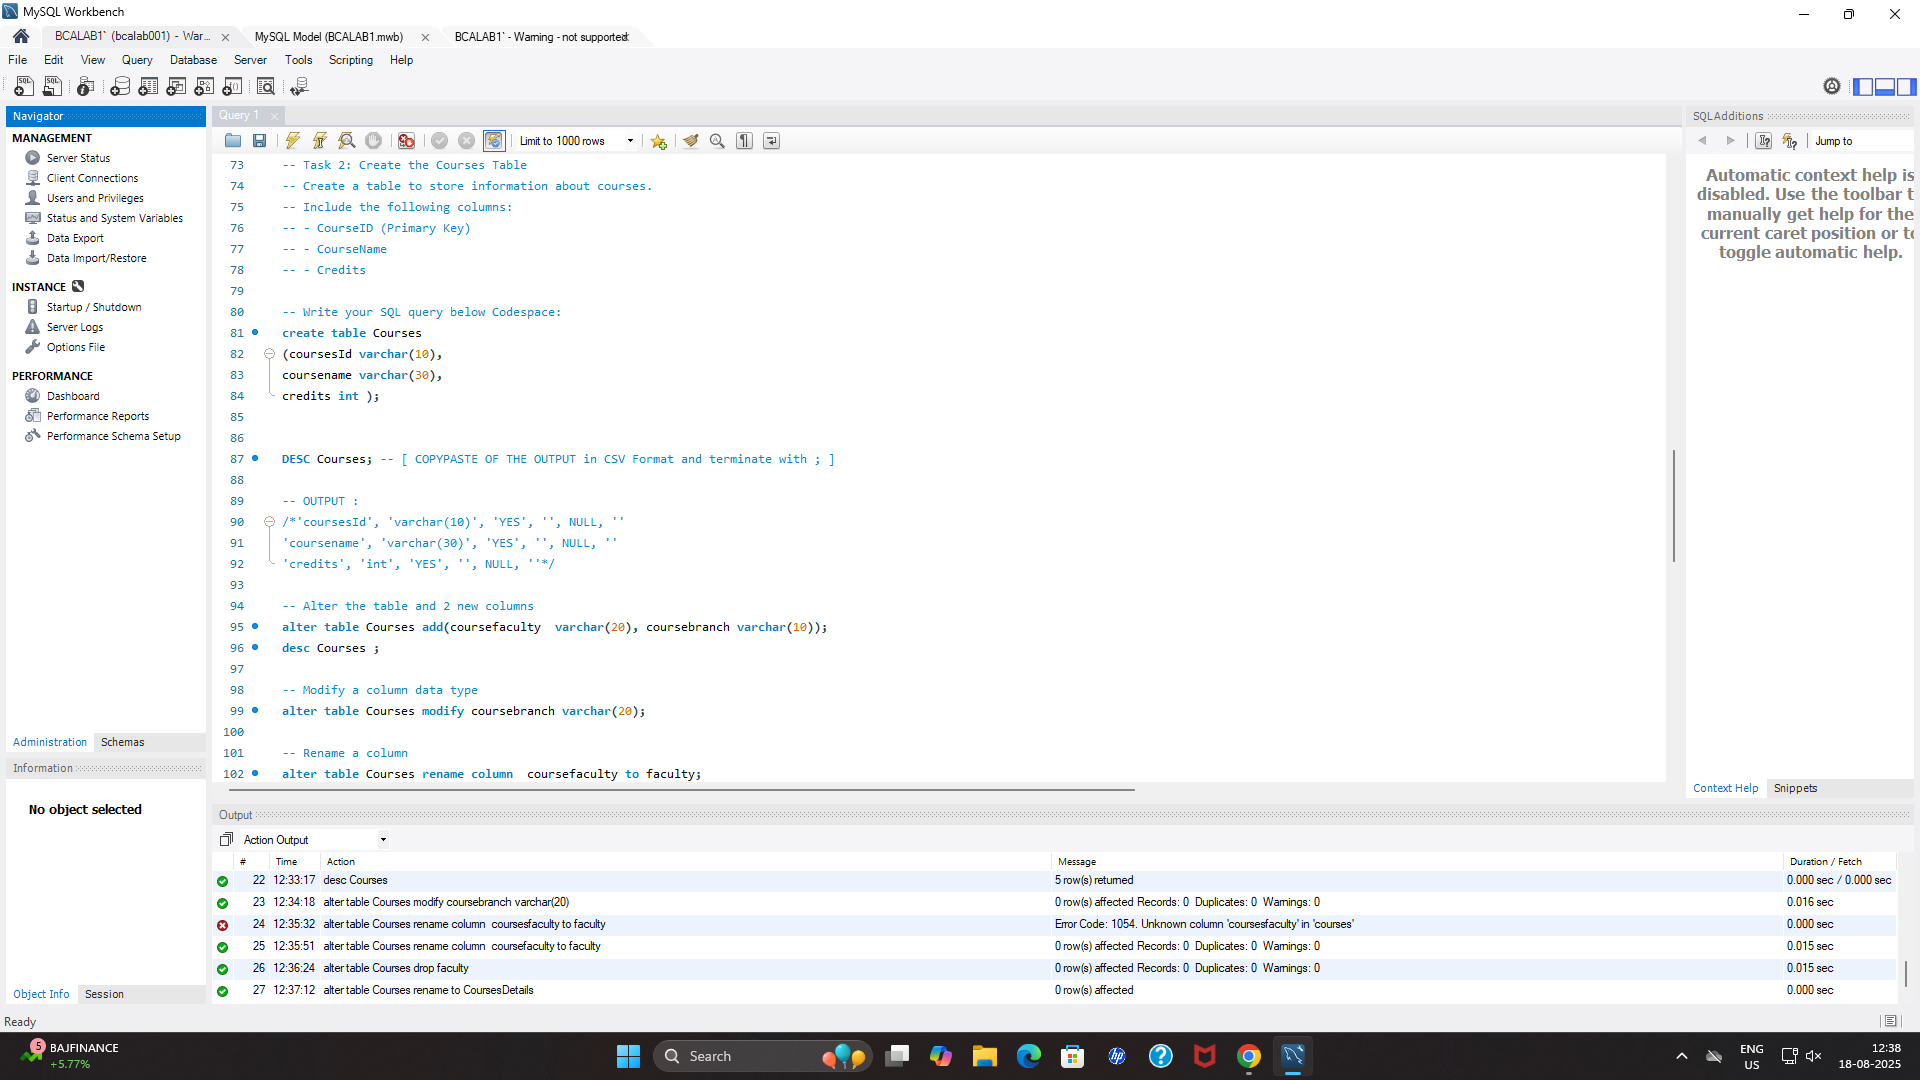 MySQL Workbench
BCALAB1` (bcalab001) - War...
MySQL Model (BCALAB1.mwb)
BCALAB1` - Warning - not supported
File Edit View Query Database Server Tools Scripting Help
Navigator
MANAGEMENT
Server Status
Client Connections
Users and Privileges
Status and System Variables
Data Export
Data Import/Restore
INSTANCE
Startup / Shutdown
Server Logs
Options File
PERFORMANCE
Dashboard
Performance Reports
Performance Schema Setup
Administration Schemas
Information
No object selected
Object Info Session
Query 1
Limit to 1000 rows
73 -- Task 2: Create the Courses Table
74 -- Create a table to store information about courses.
75 -- Include the following columns:
76 -- - CourseID (Primary Key)
77 -- - CourseName
78 -- - Credits
79
80 -- Write your SQL query below Codespace:
81 create table Courses
82 (coursesId varchar(10),
83 coursename varchar(30),
84 credits int );
85
86
87 DESC Courses; -- [ COPYPASTE OF THE OUTPUT in CSV Format and terminate with ; ]
88
89 -- OUTPUT :
90 /*'coursesId', 'varchar(10)', 'YES', '', NULL, ''
91 'coursename', 'varchar(30)', 'YES', '', NULL, ''
92 'credits', 'int', 'YES', '', NULL, ''*/
93
94 -- Alter the table and 2 new columns
95 alter table Courses add(coursefaculty  varchar(20), coursebranch varchar(10));
96 desc Courses ;
97
98 -- Modify a column data type
99 alter table Courses modify coursebranch varchar(20);
100
101 -- Rename a column
102 alter table Courses rename column  coursefaculty to faculty;
SQLAdditions
Jump to
Automatic context help is
disabled. Use the toolbar t
manually get help for the
current caret position or to
toggle automatic help.
Context Help Snippets
Output
Action Output
# Time Action Message Duration / Fetch
22 12:33:17 desc Courses 5 row(s) returned 0.000 sec / 0.000 sec
23 12:34:18 alter table Courses modify coursebranch varchar(20) 0 row(s) affected Records: 0  Duplicates: 0  Warnings: 0 0.016 sec
24 12:35:32 alter table Courses rename column  coursesfaculty to faculty Error Code: 1054. Unknown column 'coursesfaculty' in 'courses' 0.000 sec
25 12:35:51 alter table Courses rename column  coursefaculty to faculty 0 row(s) affected Records: 0  Duplicates: 0  Warnings: 0 0.015 sec
26 12:36:24 alter table Courses drop faculty 0 row(s) affected Records: 0  Duplicates: 0  Warnings: 0 0.015 sec
27 12:37:12 alter table Courses rename to CoursesDetails 0 row(s) affected 0.000 sec
Ready
5
BAJFINANCE
+5.77%
Search
ENG
US
12:38
18-08-2025